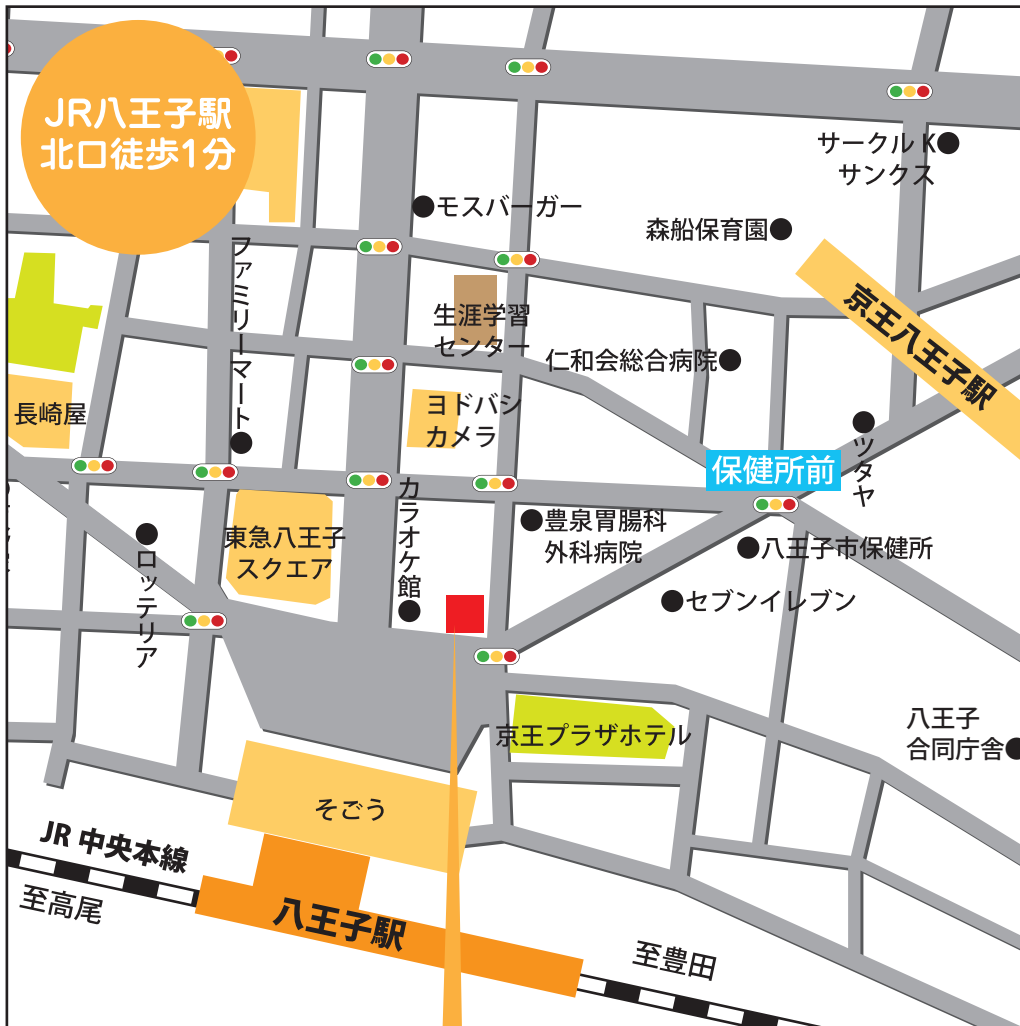 JR八王子駅
北口徒歩1分
サークルK
サンクス
モスバーガー
森船保育園
ファミリーマート
生涯学習
センター
京王八王子駅
仁和会総合病院
長崎屋
ヨドバシ
カメラ
ツタヤ
保健所前
カラオケ館
豊泉胃腸科
外科病院
東急八王子
スクエア
八王子市保健所
ロッテリア
セブンイレブン
京王プラザホテル
八王子
合同庁舎
そごう
JR 中央本線
至高尾
八王子駅
至豊田